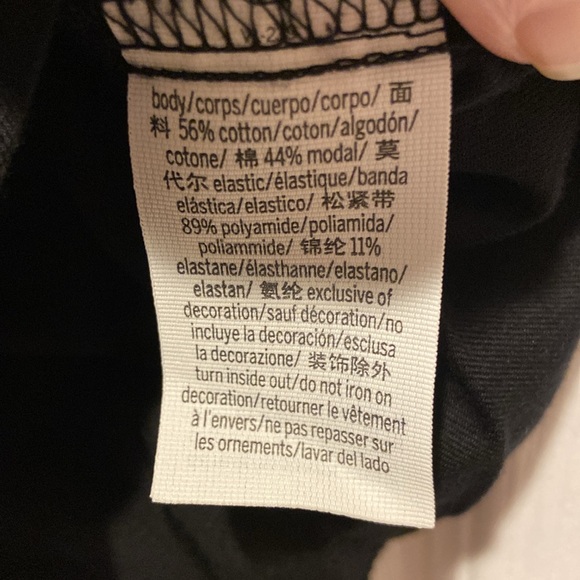 body/corps/cuerpo/corpo/ 面
料 56% cotton/coton/algodón/
cotone/ 棉 44% modal/ 莫
代尔 elastic/élastique/banda
elástica/elastico/ 松紧带
89% polyamide/poliamida/
poliammide/ 锦纶 11%
elastane/élasthanne/elastano/
elastan/ 氨纶 exclusive of
decoration/sauf décoration/no
incluye la decoración/esclusa
la decorazione/ 装饰除外
turn inside out/do not iron on
decoration/retourner le vêtement
à l'envers/ne pas repasser sur
les ornements/lavar del lado